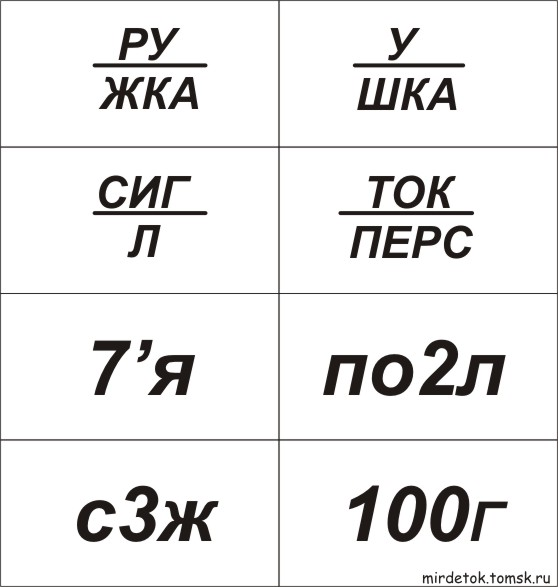 РУ
ЖКА
У
ШКА
СИГ
Л
ТОК
ПЕРС
7’я
по2л
с3ж
100г
mirdetok.tomsk.ru